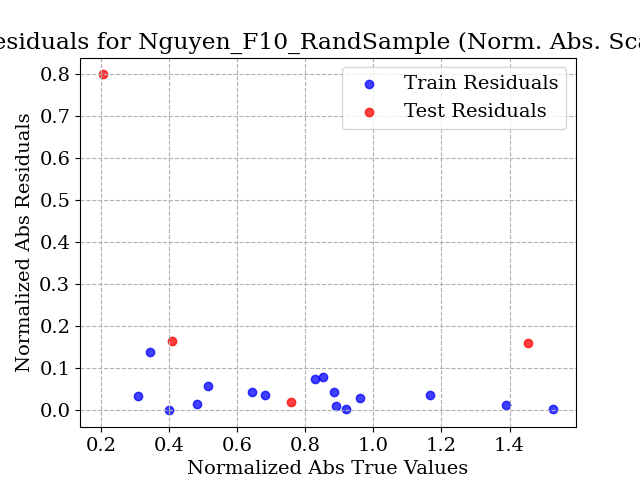 esiduals for Nguyen_F10_RandSample (Norm. Abs. Sca
Train Residuals
Test Residuals
Normalized Abs Residuals
0.8
0.7
0.6
0.5
0.4
0.3
0.2
0.1
0.0
0.2 0.4 0.6 0.8 1.0 1.2 1.4
Normalized Abs True Values